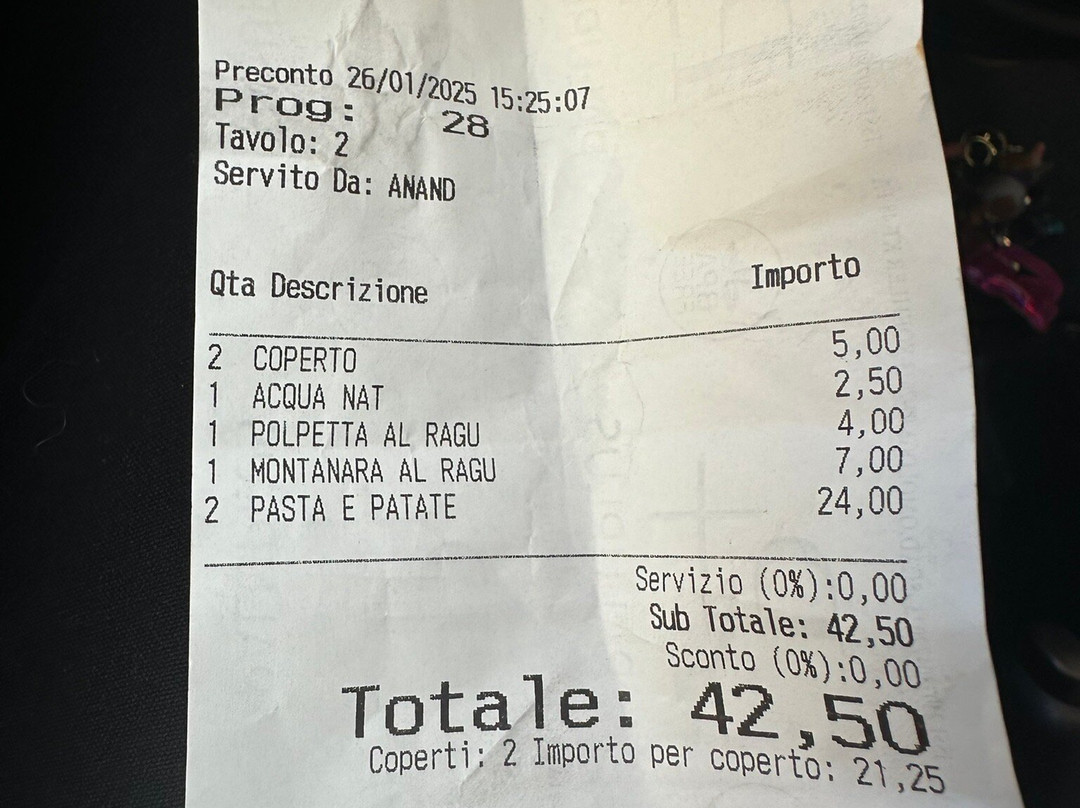 Preconto 26/01/2025 15:25:07
Prog: 28
Tavolo: 2
Servito Da: ANAND
Qta Descrizione Importo
2 COPERTO 5,00
1 ACQUA NAT 2,50
1 POLPETTA AL RAGU 4,00
1 MONTANARA AL RAGU 7,00
2 PASTA E PATATE 24,00
Servizio (0%):0,00
Sub Totale: 42,50
Sconto (0%):0,00
Totale: 42,50
Coperti: 2 Importo per coperto: 21,25